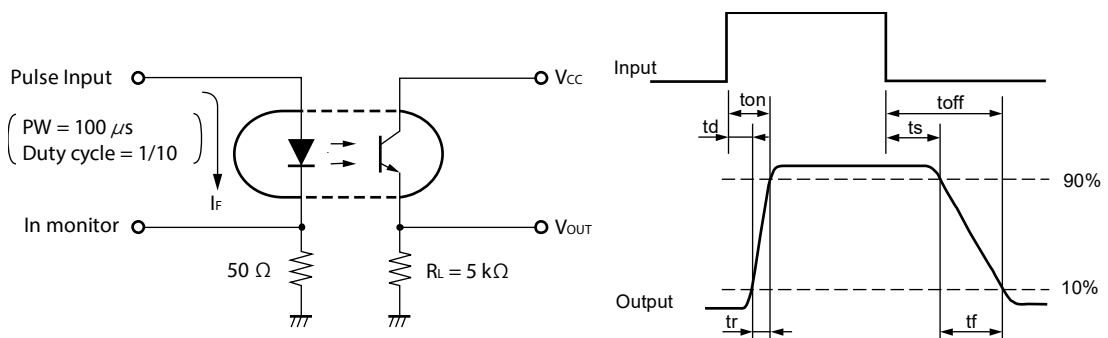 Pulse Input
PW = 100 μs
Duty cycle = 1/10
IF
In monitor
50 Ω
VCC
VOUT
RL = 5 kΩ
Input
ton
toff
td
ts
90%
10%
Output
tr
tf